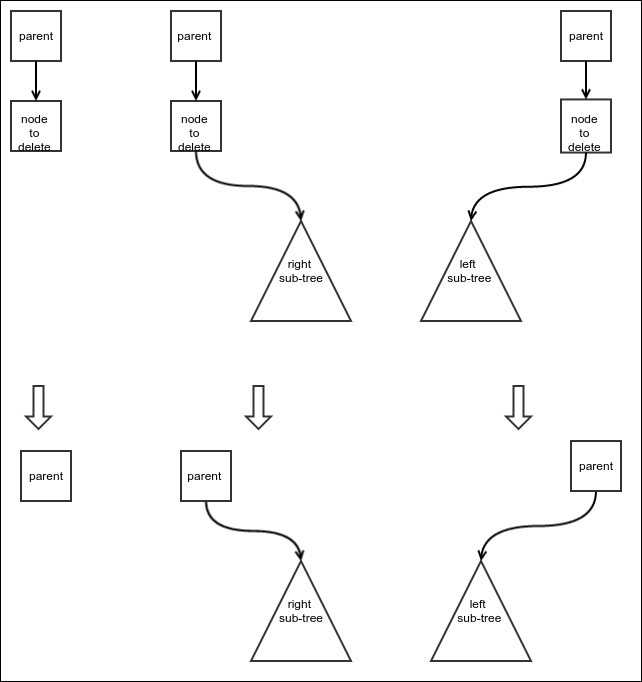 parent
parent
parent
node
to
delete
node
to
delete
node
to
delete
right
sub-tree
left
sub-tree
parent
parent
parent
right
sub-tree
left
sub-tree